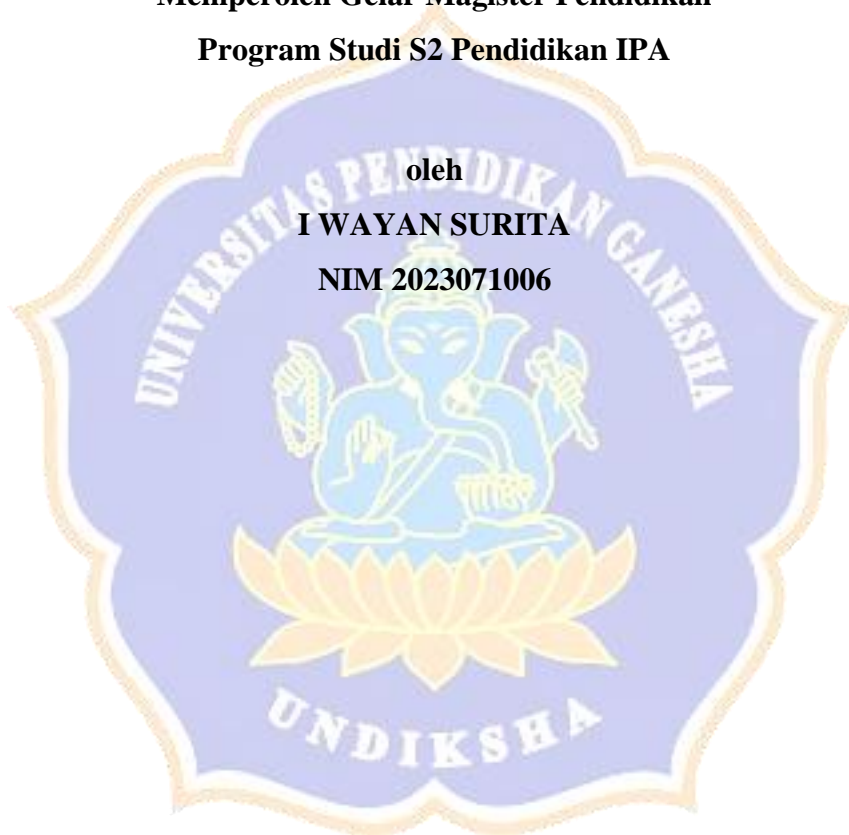 Memperoleh Gelar Magister Pendidikan
Program Studi S2 Pendidikan IPA
oleh
I WAYAN SURITA
NIM 2023071006
UNIVERSITAS PENDIDIKAN GANESHA
UNDIKSHA